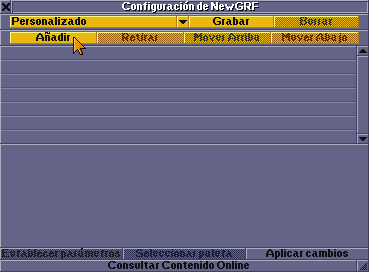 Configuración de NewGRF
Personalizado Grabar Borrar
Añadir Retirar Mover Arriba Mover Abajo
Establecer parámetros Seleccionar paleta Aplicar cambios
Consultar Contenido Online